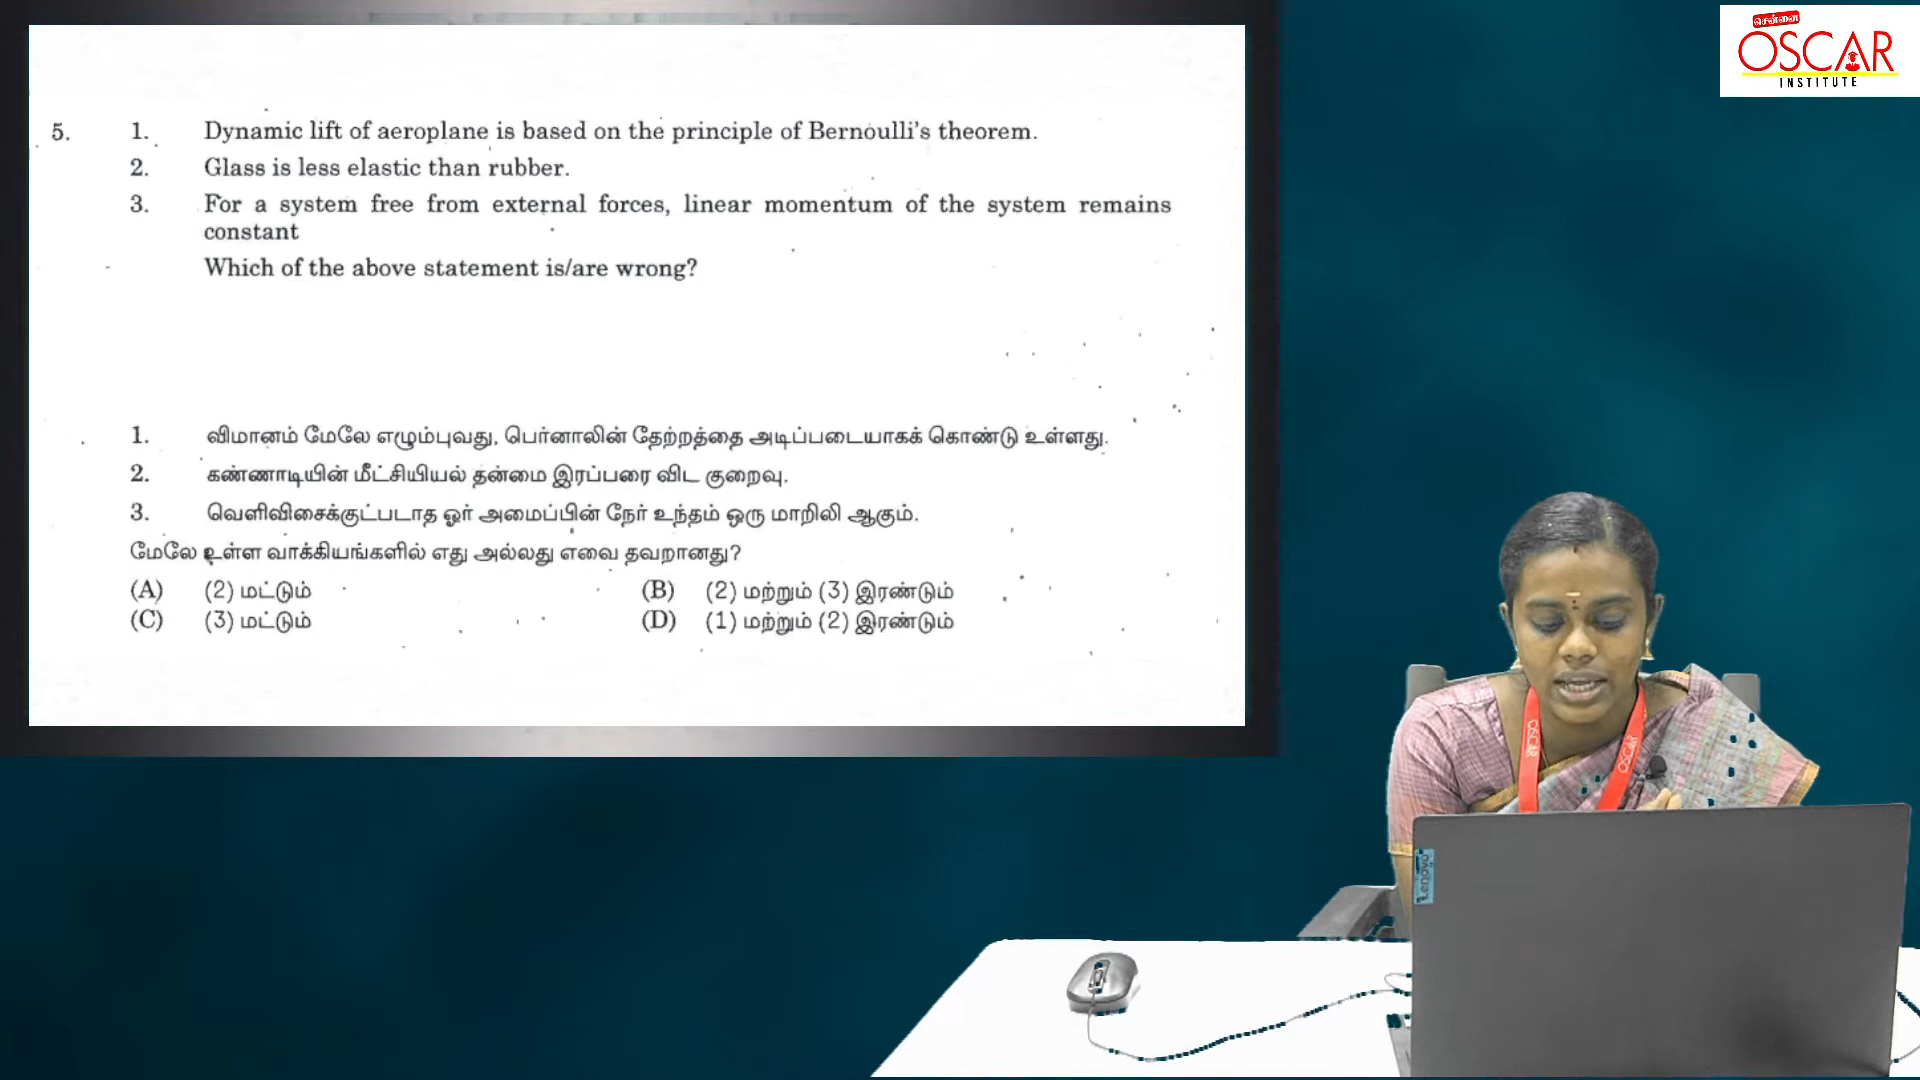 சென்னை
OSCAR
INSTITUTE
5. 1. Dynamic lift of aeroplane is based on the principle of Bernoulli's theorem.
2. Glass is less elastic than rubber.
3. For a system free from external forces, linear momentum of the system remains
constant
Which of the above statement is/are wrong?
1. விமானம் மேலே எழும்புவது, பெர்னாலின் தேற்றத்தை அடிப்படையாகக் கொண்டு உள்ளது.
2. கண்ணாடியின் மீட்சியியல் தன்மை இரப்பரை விட குறைவு.
3. வெளிவிசைக்குட்படாத ஓர் அமைப்பின் நேர் உந்தம் ஒரு மாறிலி ஆகும்.
மேலே உள்ள வாக்கியங்களில் எது அல்லது எவை தவறானது?
(A) (2) மட்டும் (B) (2) மற்றும் (3) இரண்டும்
(C) (3) மட்டும் (D) (1) மற்றும் (2) இரண்டும்
OSCAR
OSCAR
Lenovo